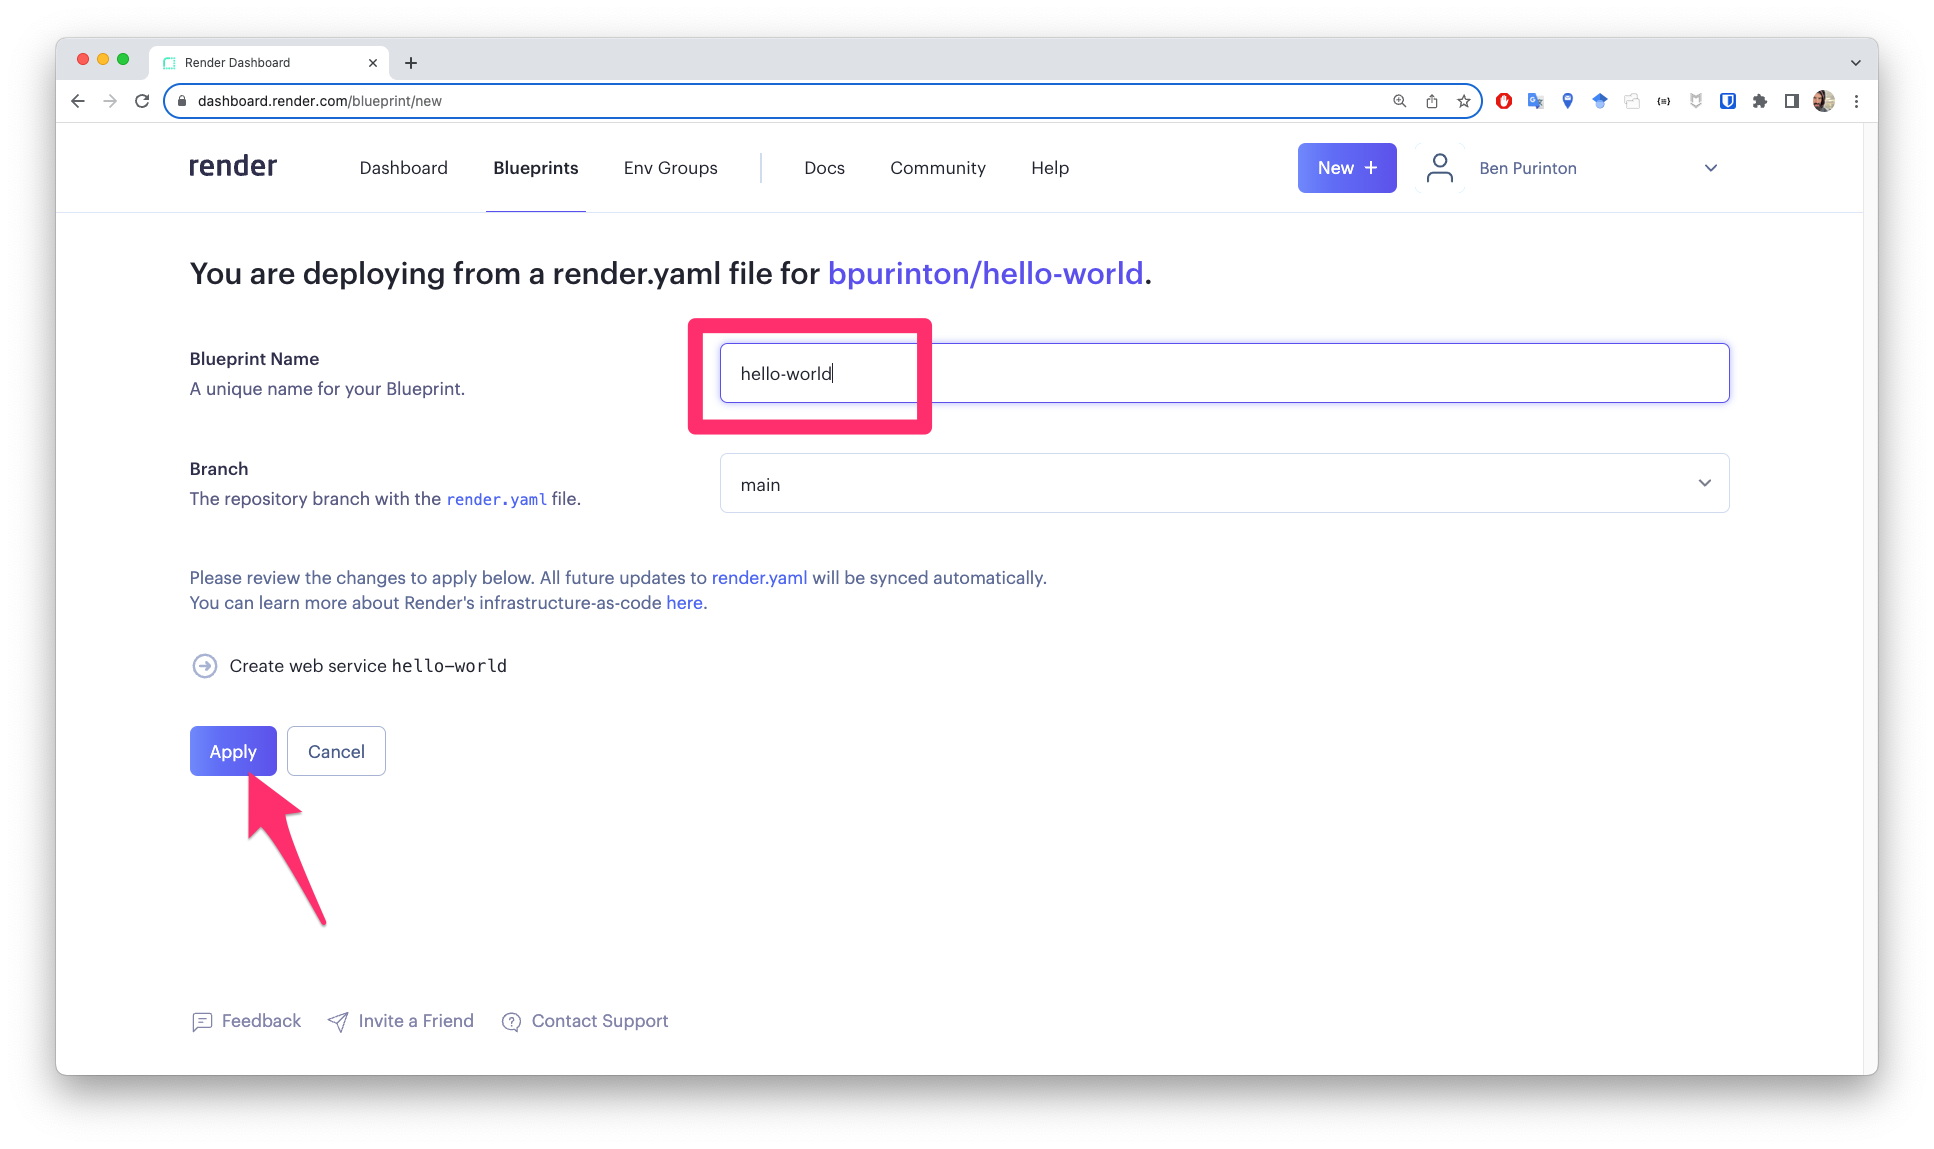 Render Dashboard
dashboard.render.com/blueprint/new
render Dashboard Blueprints Env Groups Docs Community Help New + Ben Purinton
You are deploying from a render.yaml file for bpurinton/hello-world.
Blueprint Name
A unique name for your Blueprint.
hello-world
Branch
The repository branch with the render.yaml file.
main
Please review the changes to apply below. All future updates to render.yaml will be synced automatically.
You can learn more about Render's infrastructure-as-code here.
Create web service hello-world
Apply Cancel
Feedback Invite a Friend Contact Support